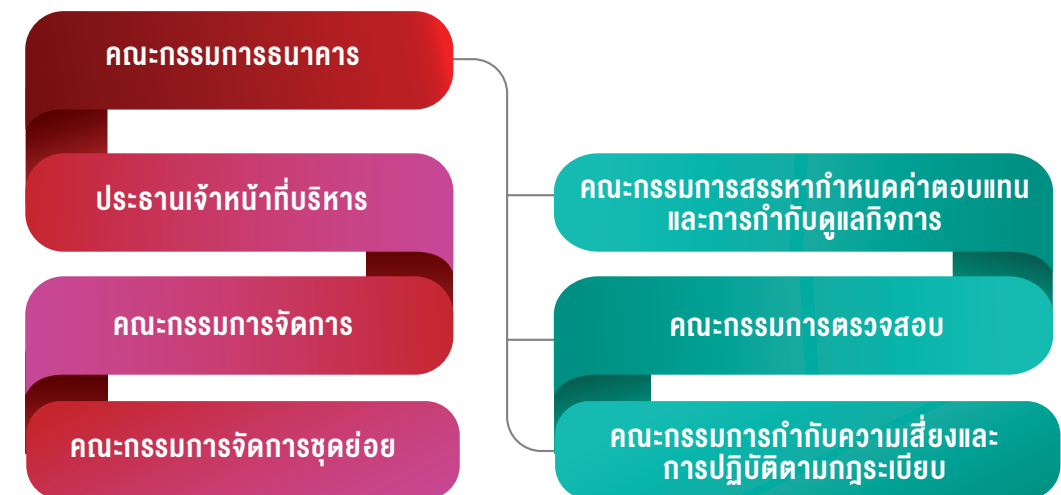 คณะกรรมการธนาคาร
ประธานเจ้าหน้าที่บริหาร
คณะกรรมการจัดการ
คณะกรรมการจัดการชุดย่อย
คณะกรรมการสรรหากำหนดค่าตอบแทน
และการกำกับดูแลกิจการ
คณะกรรมการตรวจสอบ
คณะกรรมการกำกับความเสี่ยงและ
การปฏิบัติตามกฎระเบียบ